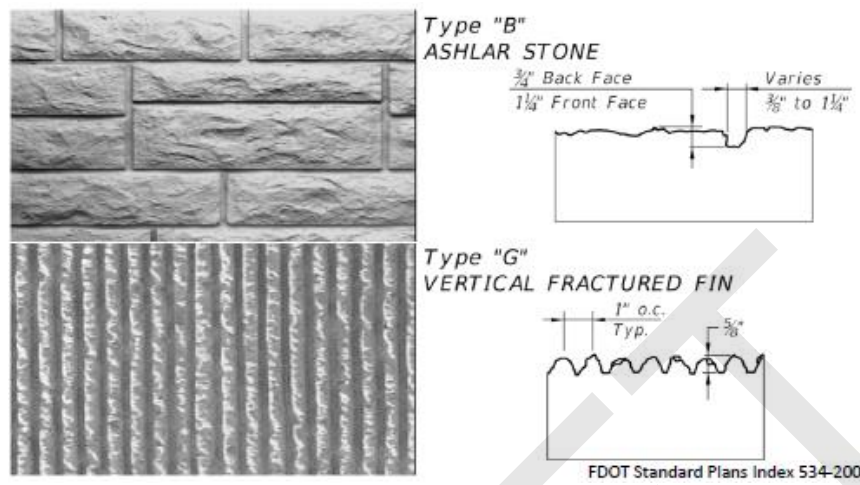 Type "B"
ASHLAR STONE
¾" Back Face
1¼" Front Face
Varies
⅜" to 1¼"
Type "G"
VERTICAL FRACTURED FIN
1" o.c.
Typ.
⅝"
FDOT Standard Plans Index 534-200